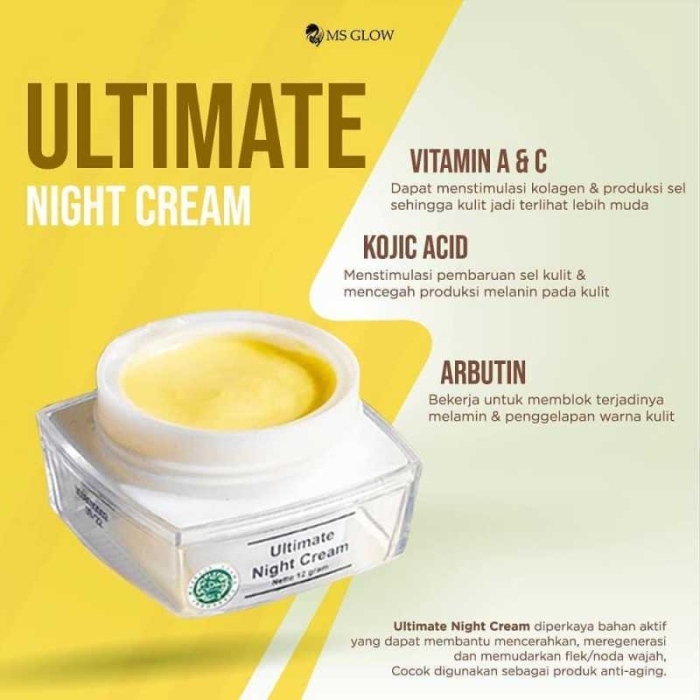 MS GLOW
ULTIMATE
NIGHT CREAM
VITAMIN A & C
Dapat menstimulasi kolagen & produksi sel
sehingga kulit jadi terlihat lebih muda
KOJIC ACID
Menstimulasi pembaruan sel kulit &
mencegah produksi melanin pada kulit
ARBUTIN
Bekerja untuk memblok terjadinya
melamin & penggelapan warna kulit
Ultimate
Night Cream
Netto 12 gram
Ultimate Night Cream diperkaya bahan aktif
yang dapat membantu mencerahkan, meregenerasi
dan memudarkan flek/noda wajah,
Cocok digunakan sebagai produk anti-aging.